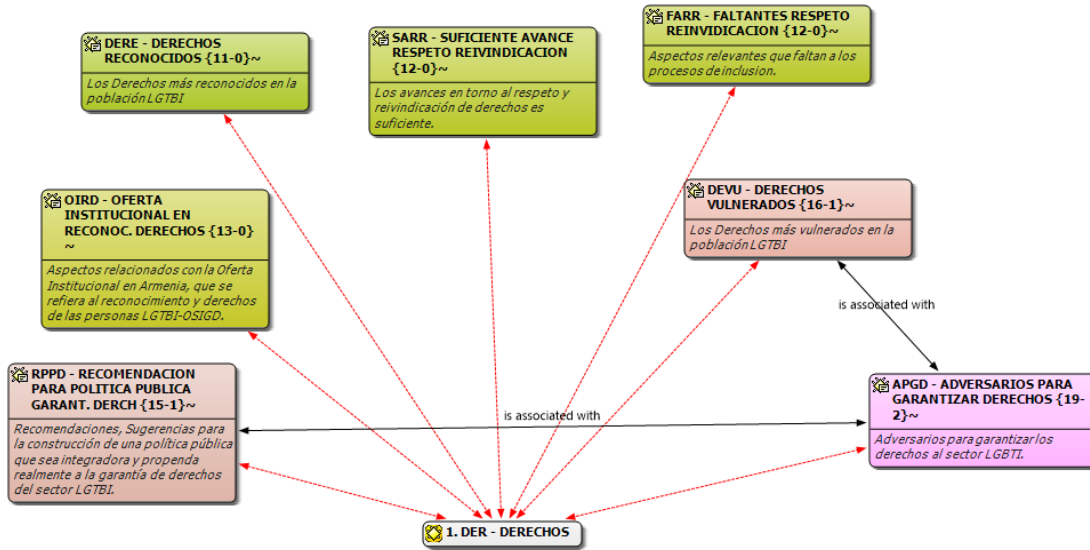 DERE - DERECHOS
RECONOCIDOS {11-0}~
Los Derechos más reconocidos en la
población LGTBI
SARR - SUFICIENTE AVANCE
RESPETO REIVINDICACION
{12-0}~
Los avances en torno al respeto y
reivindicación de derechos es
suficiente.
FARR - FALTANTES RESPETO
REINVIDICACION {12-0}~
Aspectos relevantes que faltan a los
procesos de inclusion.
OIRD - OFERTA
INSTITUCIONAL EN
RECONOC. DERECHOS {13-0}
~
Aspectos relacionados con la Oferta
Institucional en Armenia, que se
refiera al reconocimiento y derechos
de las personas LGTBI-OSIGD.
DEVU - DERECHOS
VULNERADOS {16-1}~
Los Derechos más vulnerados en la
población LGTBI
is associated with
RPPD - RECOMENDACION
PARA POLITICA PUBLICA
GARANT. DERCH {15-1}~
Recomendaciones, Sugerencias para
la construcción de una política pública
que sea integradora y propenda
realmente a la garantía de derechos
del sector LGTBI.
is associated with
APGD - ADVERSARIOS PARA
GARANTIZAR DERECHOS {19-
2}~
Adversarios para garantizar los
derechos al sector LGBTI.
1. DER - DERECHOS